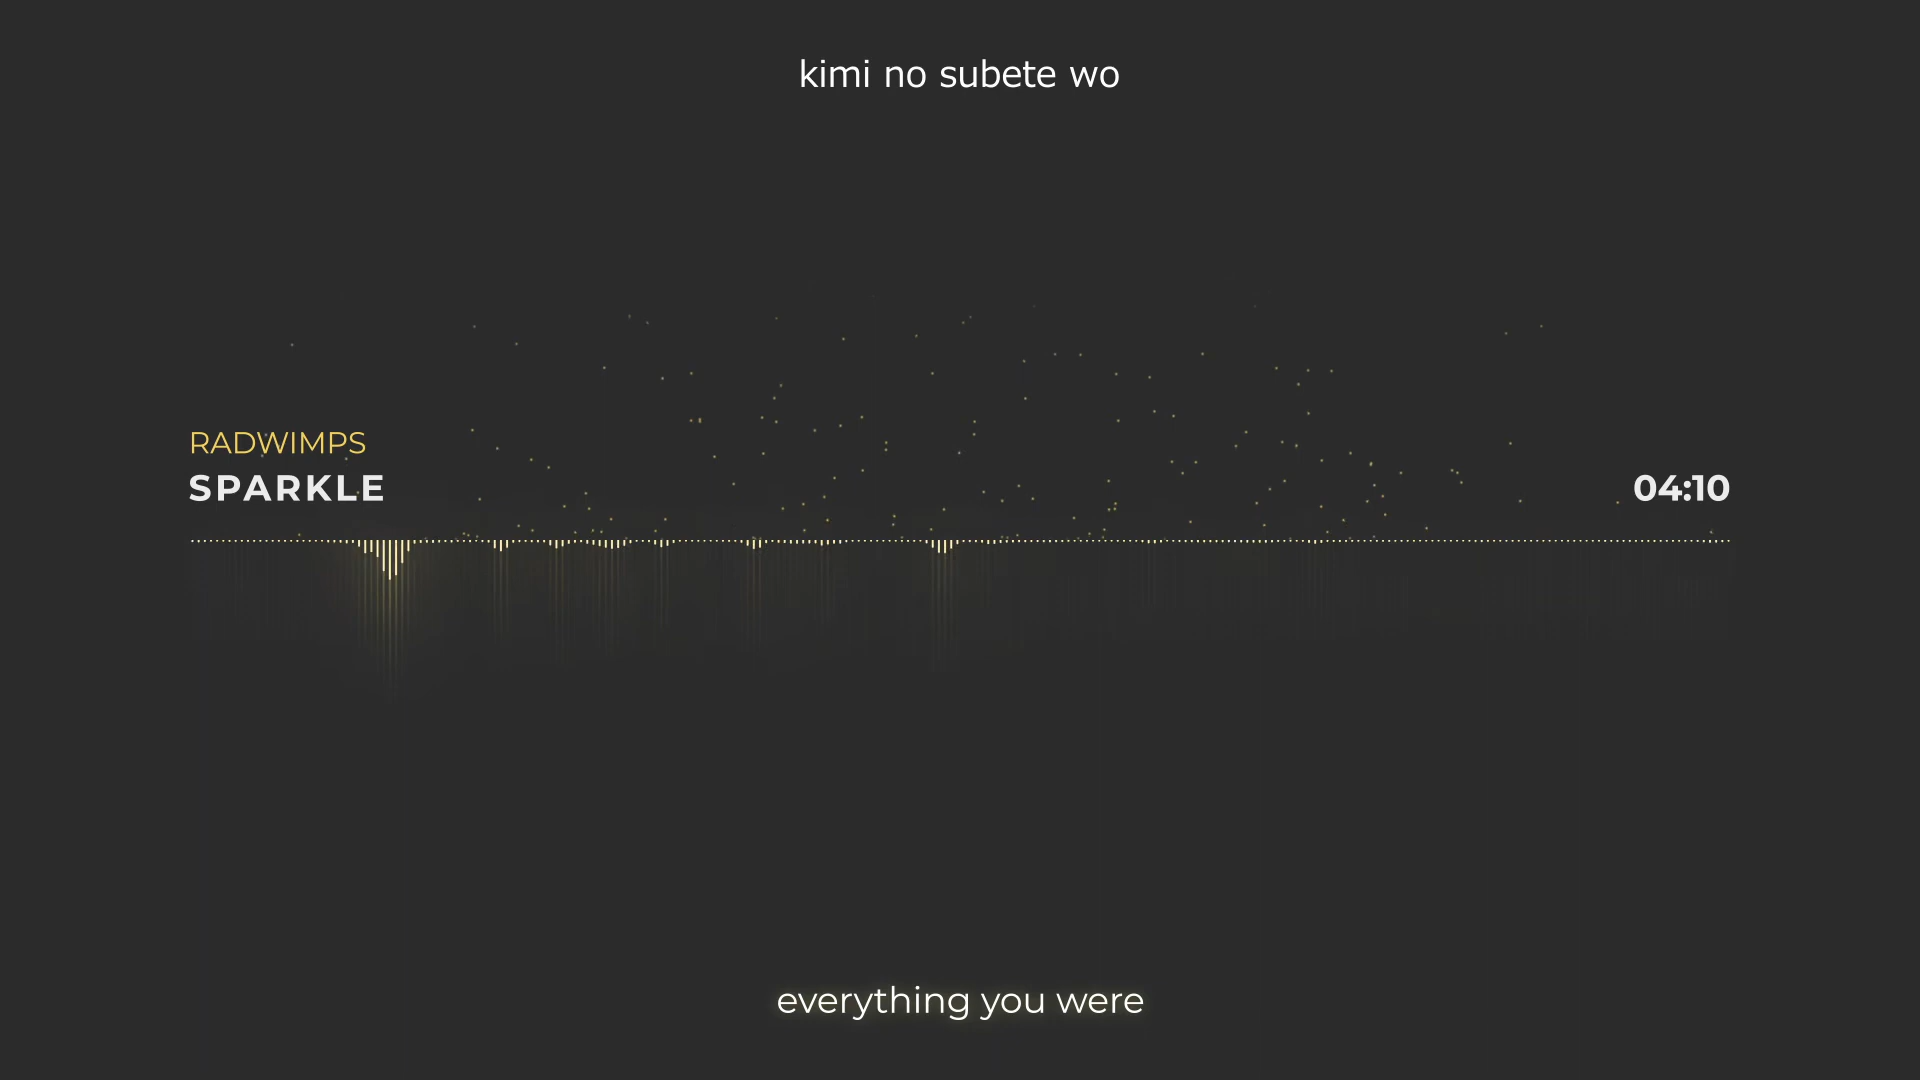 kimi no subete wo
RADWIMPS
SPARKLE
04:10
everything you were